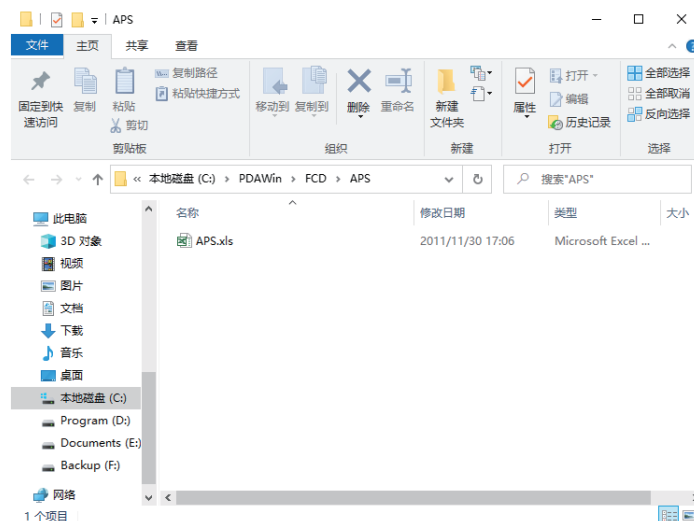 APS
文件 主页 共享 查看
固定到快速访问 复制 粘贴 复制路径 粘贴快捷方式 剪切
移动到 复制到 删除 重命名
新建文件夹
属性 打开 编辑 历史记录
全部选择 全部取消 反向选择
剪贴板 组织 新建 打开 选择
« 本地磁盘 (C:) › PDAWin › FCD › APS 搜索"APS"
名称 修改日期 类型 大小
APS.xls 2011/11/30 17:06 Microsoft Excel ...
此电脑
3D 对象
视频
图片
文档
下载
音乐
桌面
本地磁盘 (C:)
Program (D:)
Documents (E:)
Backup (F:)
网络
1 个项目